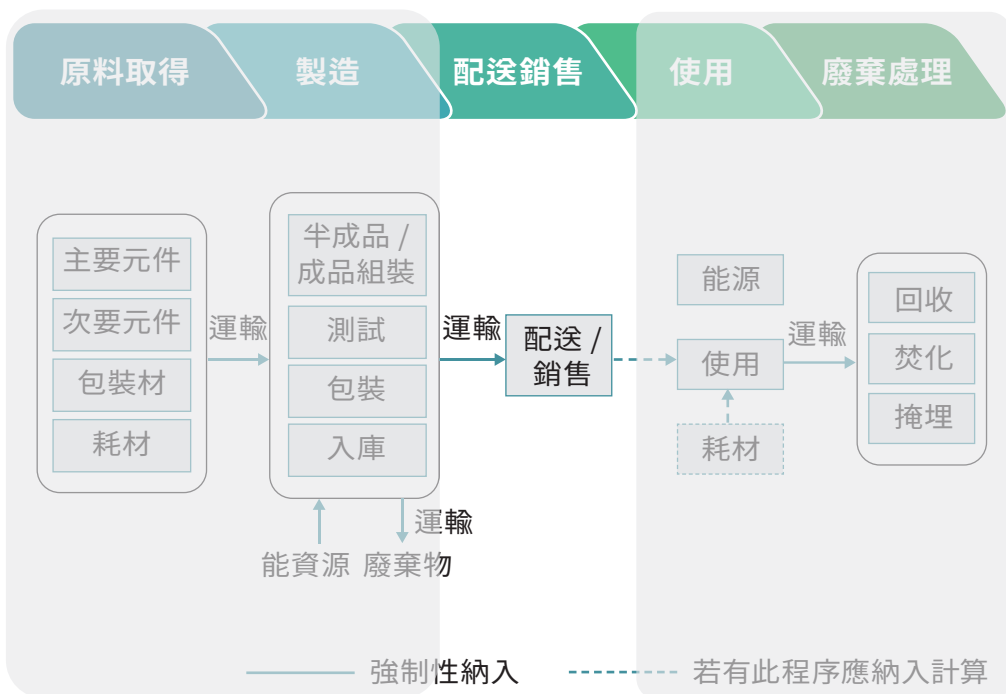 原料取得
製造
配送銷售
使用
廢棄處理
主要元件
次要元件
包裝材
耗材
運輸
半成品 /
成品組裝
測試
包裝
入庫
能資源
廢棄物
運輸
運輸
配送 /
銷售
能源
使用
耗材
運輸
回收
焚化
掩埋
強制性納入
若有此程序應納入計算